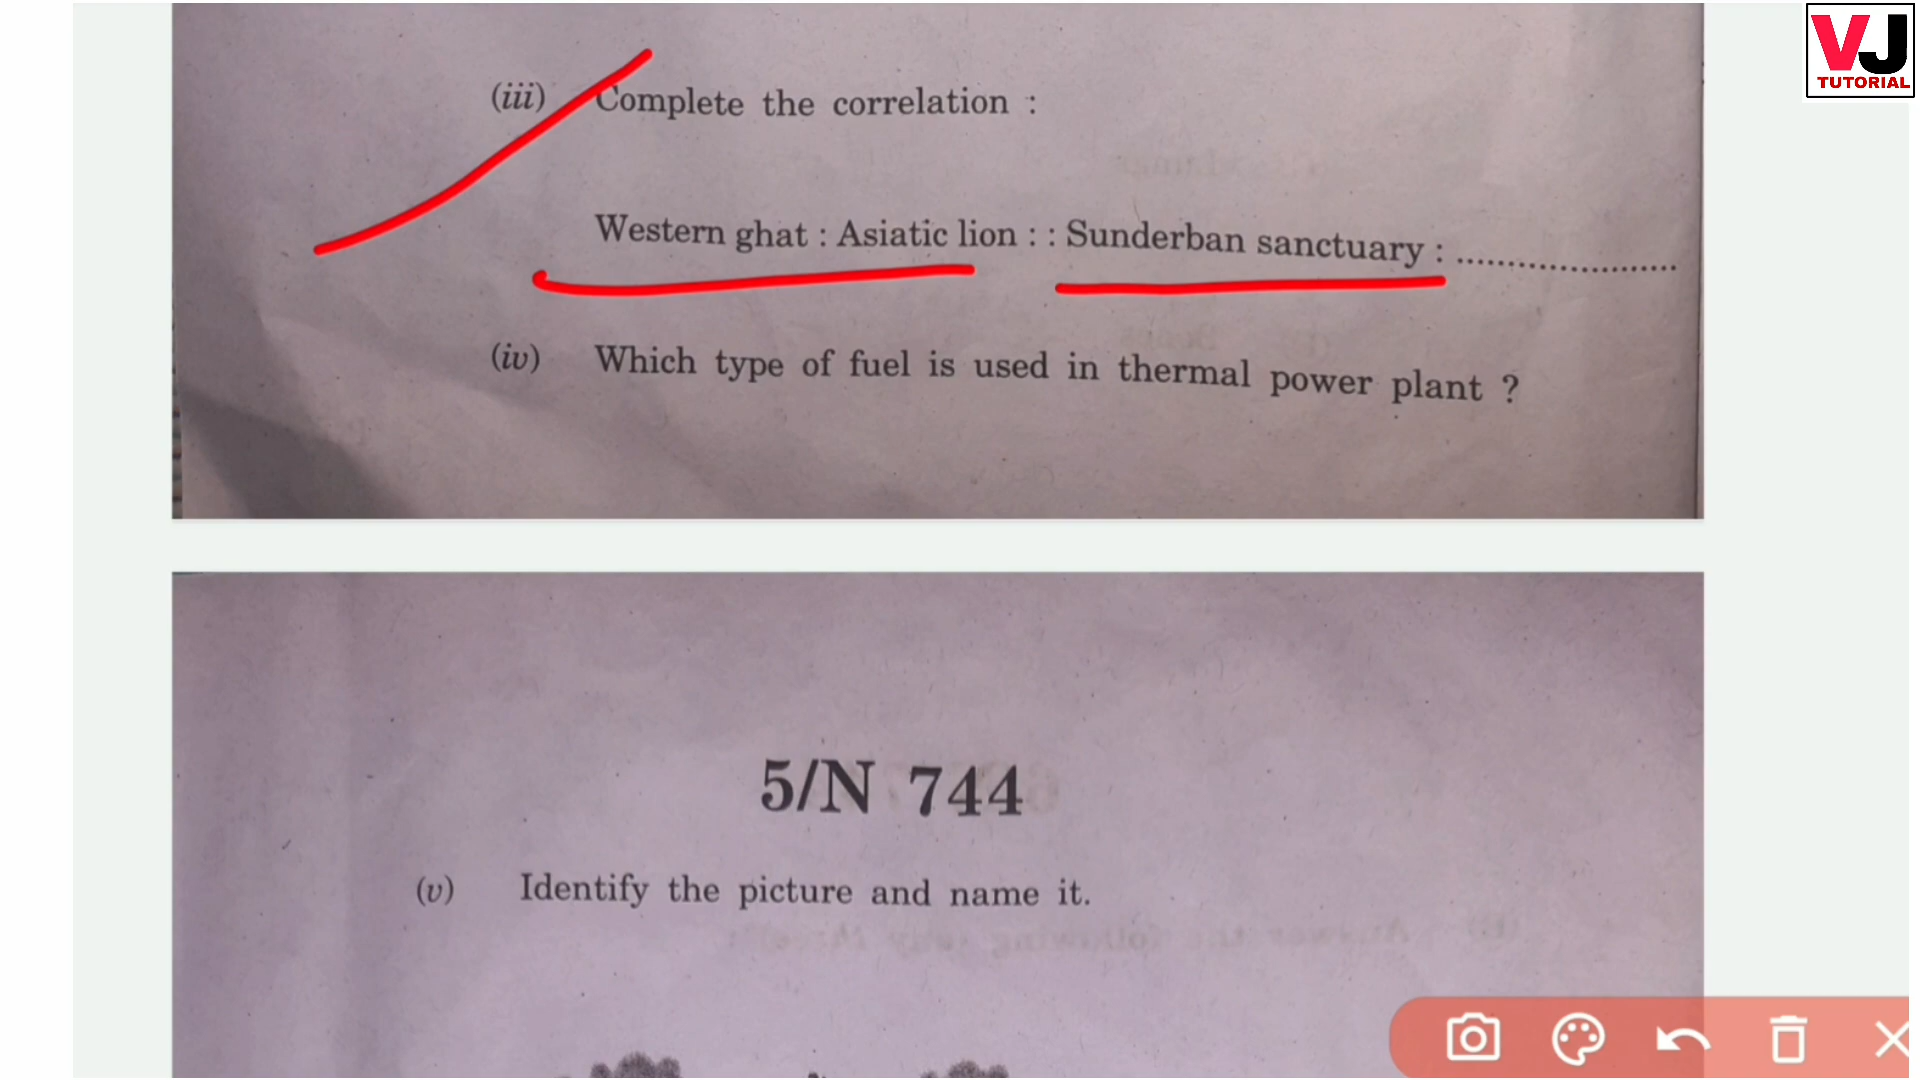 VJ
TUTORIAL
(iii) Complete the correlation :
Western ghat : Asiatic lion : : Sunderban sanctuary : ......................
(iv) Which type of fuel is used in thermal power plant ?
5/N 744
(v) Identify the picture and name it.